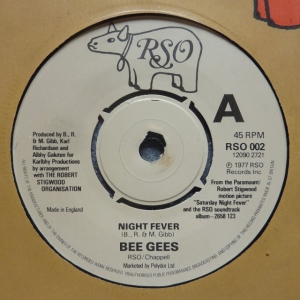 RSO
A
45 RPM
RSO 002
12090 2721
℗ 1977 RSO
Records Inc
Produced by B., R.
& M. Gibb, Karl
Richardson and
Albhy Galuten for
Karlbhy Productions
by arrangement
with THE ROBERT
STIGWOOD
ORGANISATION
From the Paramount/
Robert Stigwood
motion picture
"Saturday Night Fever"
and the RSO soundtrack
album—2658 123
Made in England
NIGHT FEVER
(B., R. & M. Gibb)
BEE GEES
RSO/Chappell
Marketed by Polydor Ltd